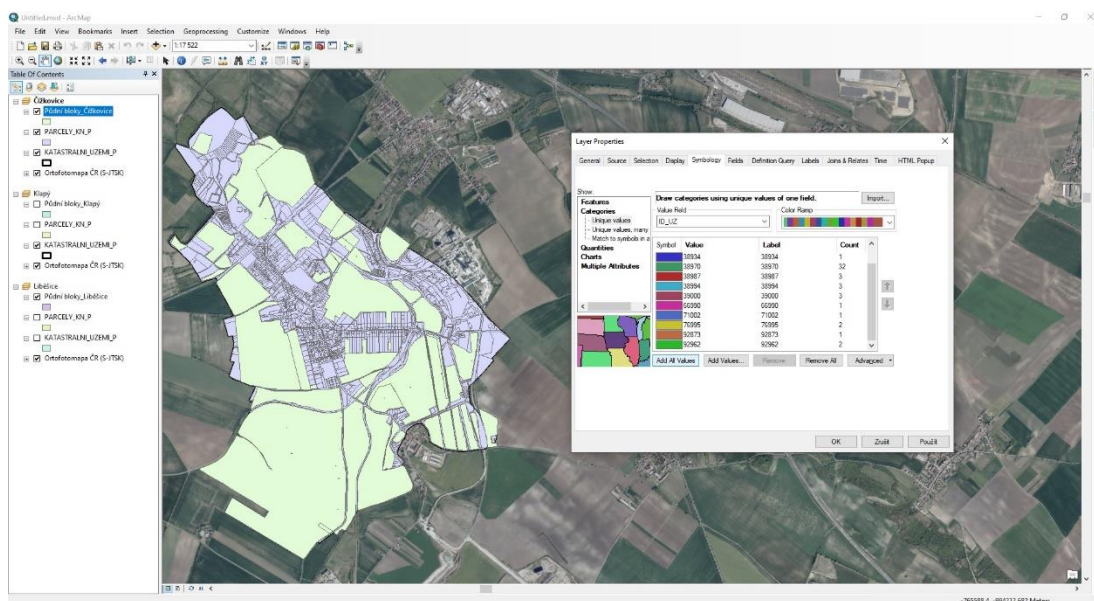 Untitled.mxd - ArcMap
File Edit View Bookmarks Insert Selection Geoprocessing Customize Windows Help
1:17 522
Table Of Contents
Čížkovice
Půdní bloky_Čížkovice
PARCELY_KN_P
KATASTRALNI_UZEMI_P
Ortofotomapa ČR (S-JTSK)
Klapý
Půdní bloky_Klapý
PARCELY_KN_P
KATASTRALNI_UZEMI_P
Ortofotomapa ČR (S-JTSK)
Liběšice
Půdní bloky_Liběšice
PARCELY_KN_P
KATASTRALNI_UZEMI_P
Ortofotomapa ČR (S-JTSK)
Layer Properties
General Source Selection Display Symbology Fields Definition Query Labels Joins & Relates Time HTML Popup
Show:
Features
Categories
Unique values
Unique values, many
Match to symbols in a
Quantities
Charts
Multiple Attributes
Draw categories using unique values of one field.
Import...
Value Field
Color Ramp
ID_UZ
Symbol Value Label Count
38934 38934 1
38970 38970 32
38987 38987 3
38994 38994 3
39000 39000 3
66990 66990 1
71002 71002 1
76995 76995 2
92873 92873 1
92962 92962 2
Add All Values Add Values... Remove Remove All Advanced
OK Zrušit Použít